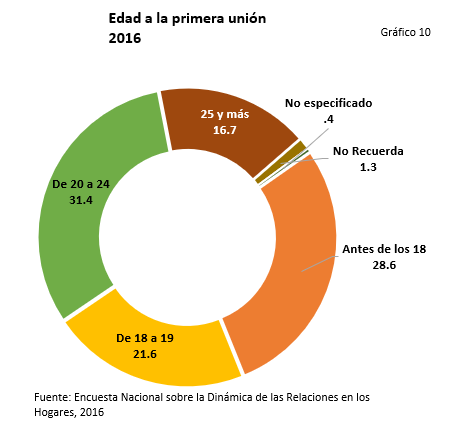 Edad a la primera unión
2016
Gráfico 10
25 y más
16.7
No especificado
.4
No Recuerda
1.3
De 20 a 24
31.4
Antes de los 18
28.6
De 18 a 19
21.6
Fuente: Encuesta Nacional sobre la Dinámica de las Relaciones en los
Hogares, 2016